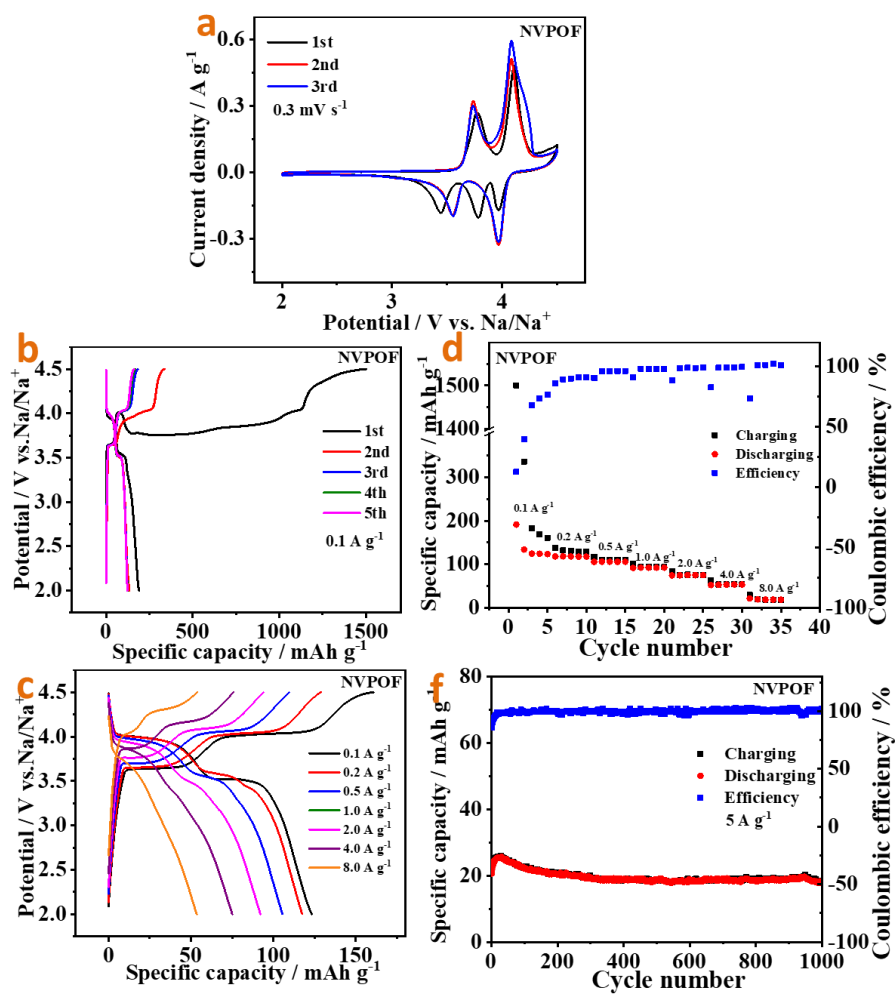 a
NVPOF
1st
2nd
3rd
0.3 mV s⁻¹
0.6
0.3
0.0
-0.3
Current density / A g⁻¹
2
3
4
Potential / V vs. Na/Na⁺
b
NVPOF
4.5
4.0
3.5
3.0
2.5
2.0
Potential / V vs.Na/Na⁺
1st
2nd
3rd
4th
5th
0.1 A g⁻¹
0
500
1000
1500
Specific capacity / mAh g⁻¹
d
NVPOF
1500
1400
300
200
100
0
Specific capacity / mAh g⁻¹
Charging
Discharging
Efficiency
0.1 A g⁻¹
0.2 A g⁻¹
0.5 A g⁻¹
1.0 A g⁻¹
2.0 A g⁻¹
4.0 A g⁻¹
8.0 A g⁻¹
100
50
0
-50
-100
Coulombic efficiency / %
0
5
10
15
20
25
30
35
40
Cycle number
c
NVPOF
4.5
4.0
3.5
3.0
2.5
2.0
Potential / V vs.Na/Na⁺
0.1 A g⁻¹
0.2 A g⁻¹
0.5 A g⁻¹
1.0 A g⁻¹
2.0 A g⁻¹
4.0 A g⁻¹
8.0 A g⁻¹
0
40
80
120
160
Specific capacity / mAh g⁻¹
f
NVPOF
80
60
40
20
0
Specific capacity / mAh g⁻¹
Charging
Discharging
Efficiency
5 A g⁻¹
100
50
0
-50
-100
Coulombic efficiency / %
0
200
400
600
800
1000
Cycle number